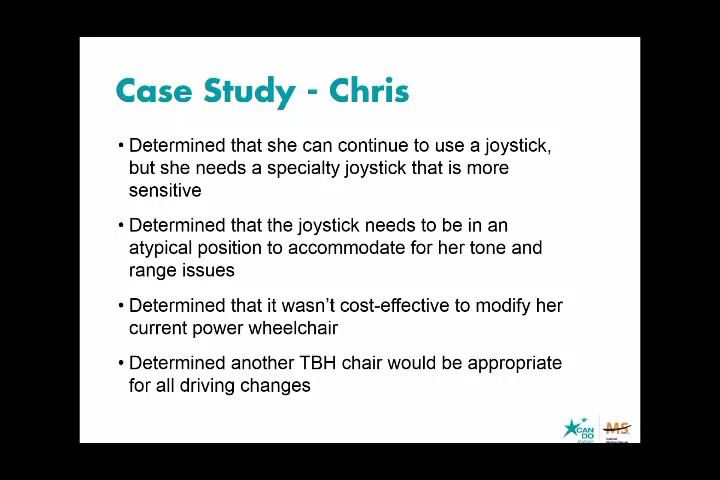 Case Study - Chris
• Determined that she can continue to use a joystick,
but she needs a specialty joystick that is more
sensitive
• Determined that the joystick needs to be in an
atypical position to accommodate for her tone and
range issues
• Determined that it wasn't cost-effective to modify her
current power wheelchair
• Determined another TBH chair would be appropriate
for all driving changes
CAN
DO
MS